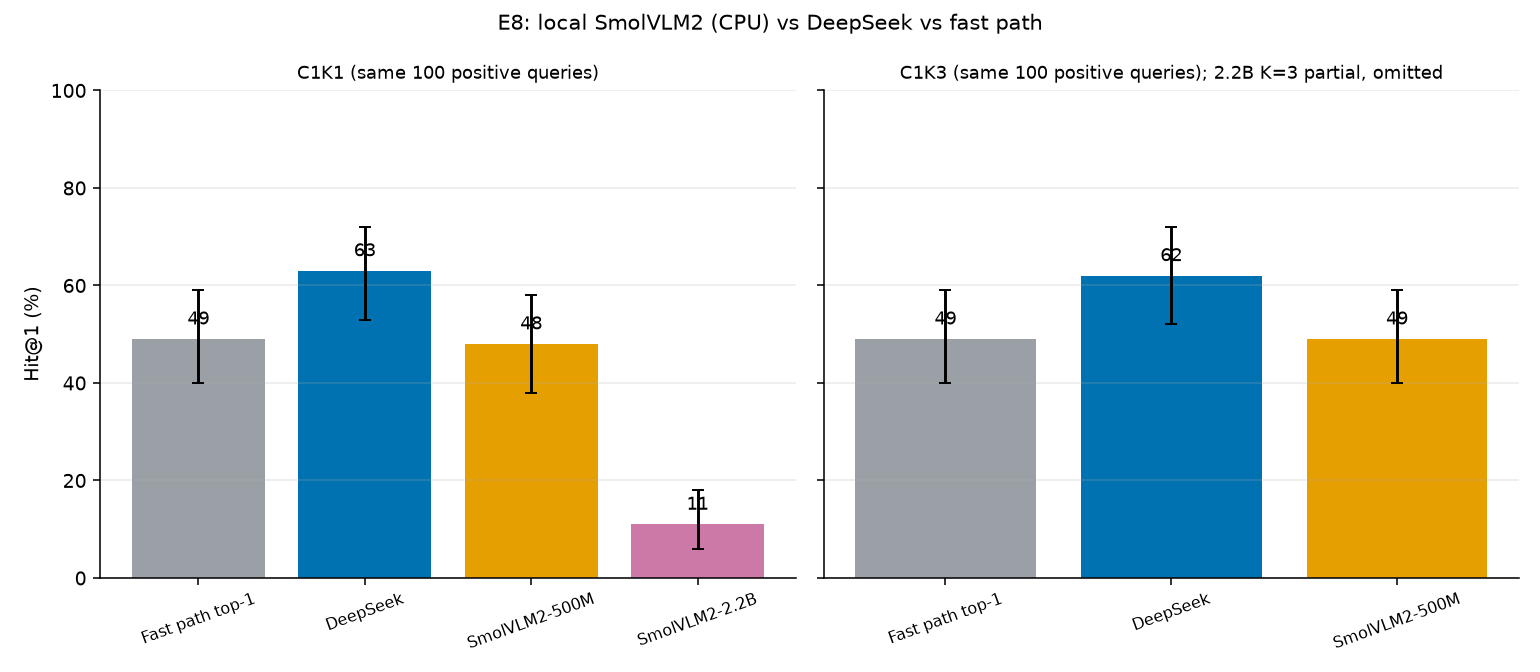 E8: local SmolVLM2 (CPU) vs DeepSeek vs fast path
C1K1 (same 100 positive queries)
Hit@1 (%)
100
80
60
40
20
0
49
63
48
11
Fast path top-1
DeepSeek
SmolVLM2-500M
SmolVLM2-2.2B
C1K3 (same 100 positive queries); 2.2B K=3 partial, omitted
49
62
49
Fast path top-1
DeepSeek
SmolVLM2-500M